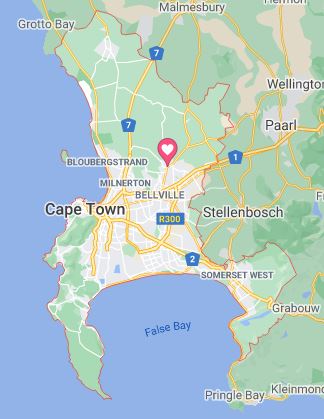 Malmesbury
Hermon
Grotto Bay
7
Wellington
7
Paarl
1
BLOUBERGSTRAND
MILNERTON
BELLVILLE
Cape Town
R300
Stellenbosch
2
SOMERSET WEST
Grabouw
False Bay
Kleinmond
Pringle Bay